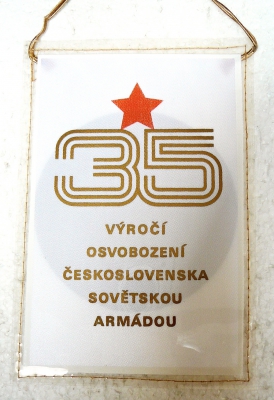 35
VÝROČÍ
OSVOBOZENÍ
ČESKOSLOVENSKA
SOVĚTSKOU
ARMÁDOU